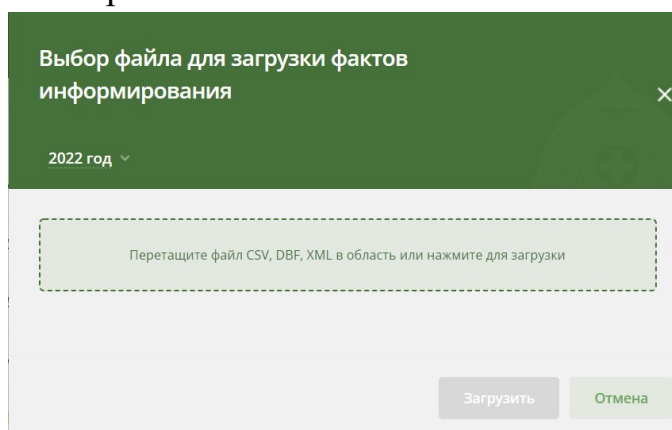 Выбор файла для загрузки фактов
информирования
2022 год
Перетащите файл CSV, DBF, XML в область или нажмите для загрузки
Загрузить Отмена